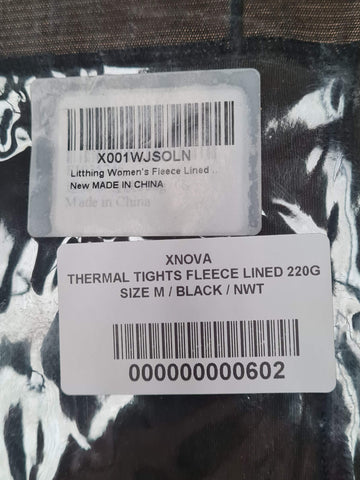 X001WJSOLN
Litthing Women's Fleece Lined ..
New MADE IN CHINA
Made in China
XNOVA
THERMAL TIGHTS FLEECE LINED 220G
SIZE M / BLACK / NWT
000000000602